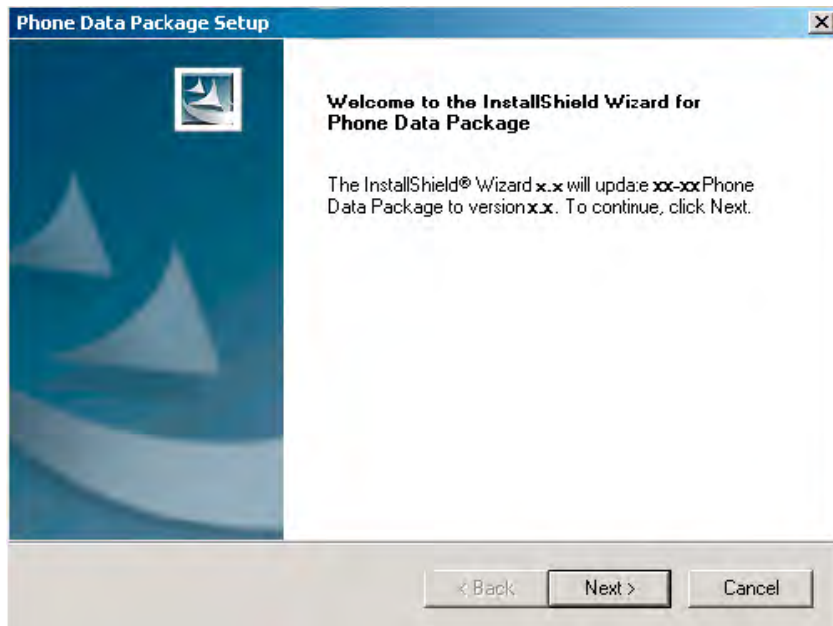 Phone Data Package Setup
Welcome to the InstallShield Wizard for
Phone Data Package
The InstallShield® Wizard x.x will update xx-xx Phone
Data Package to version x.x. To continue, click Next.
< Back
Next >
Cancel